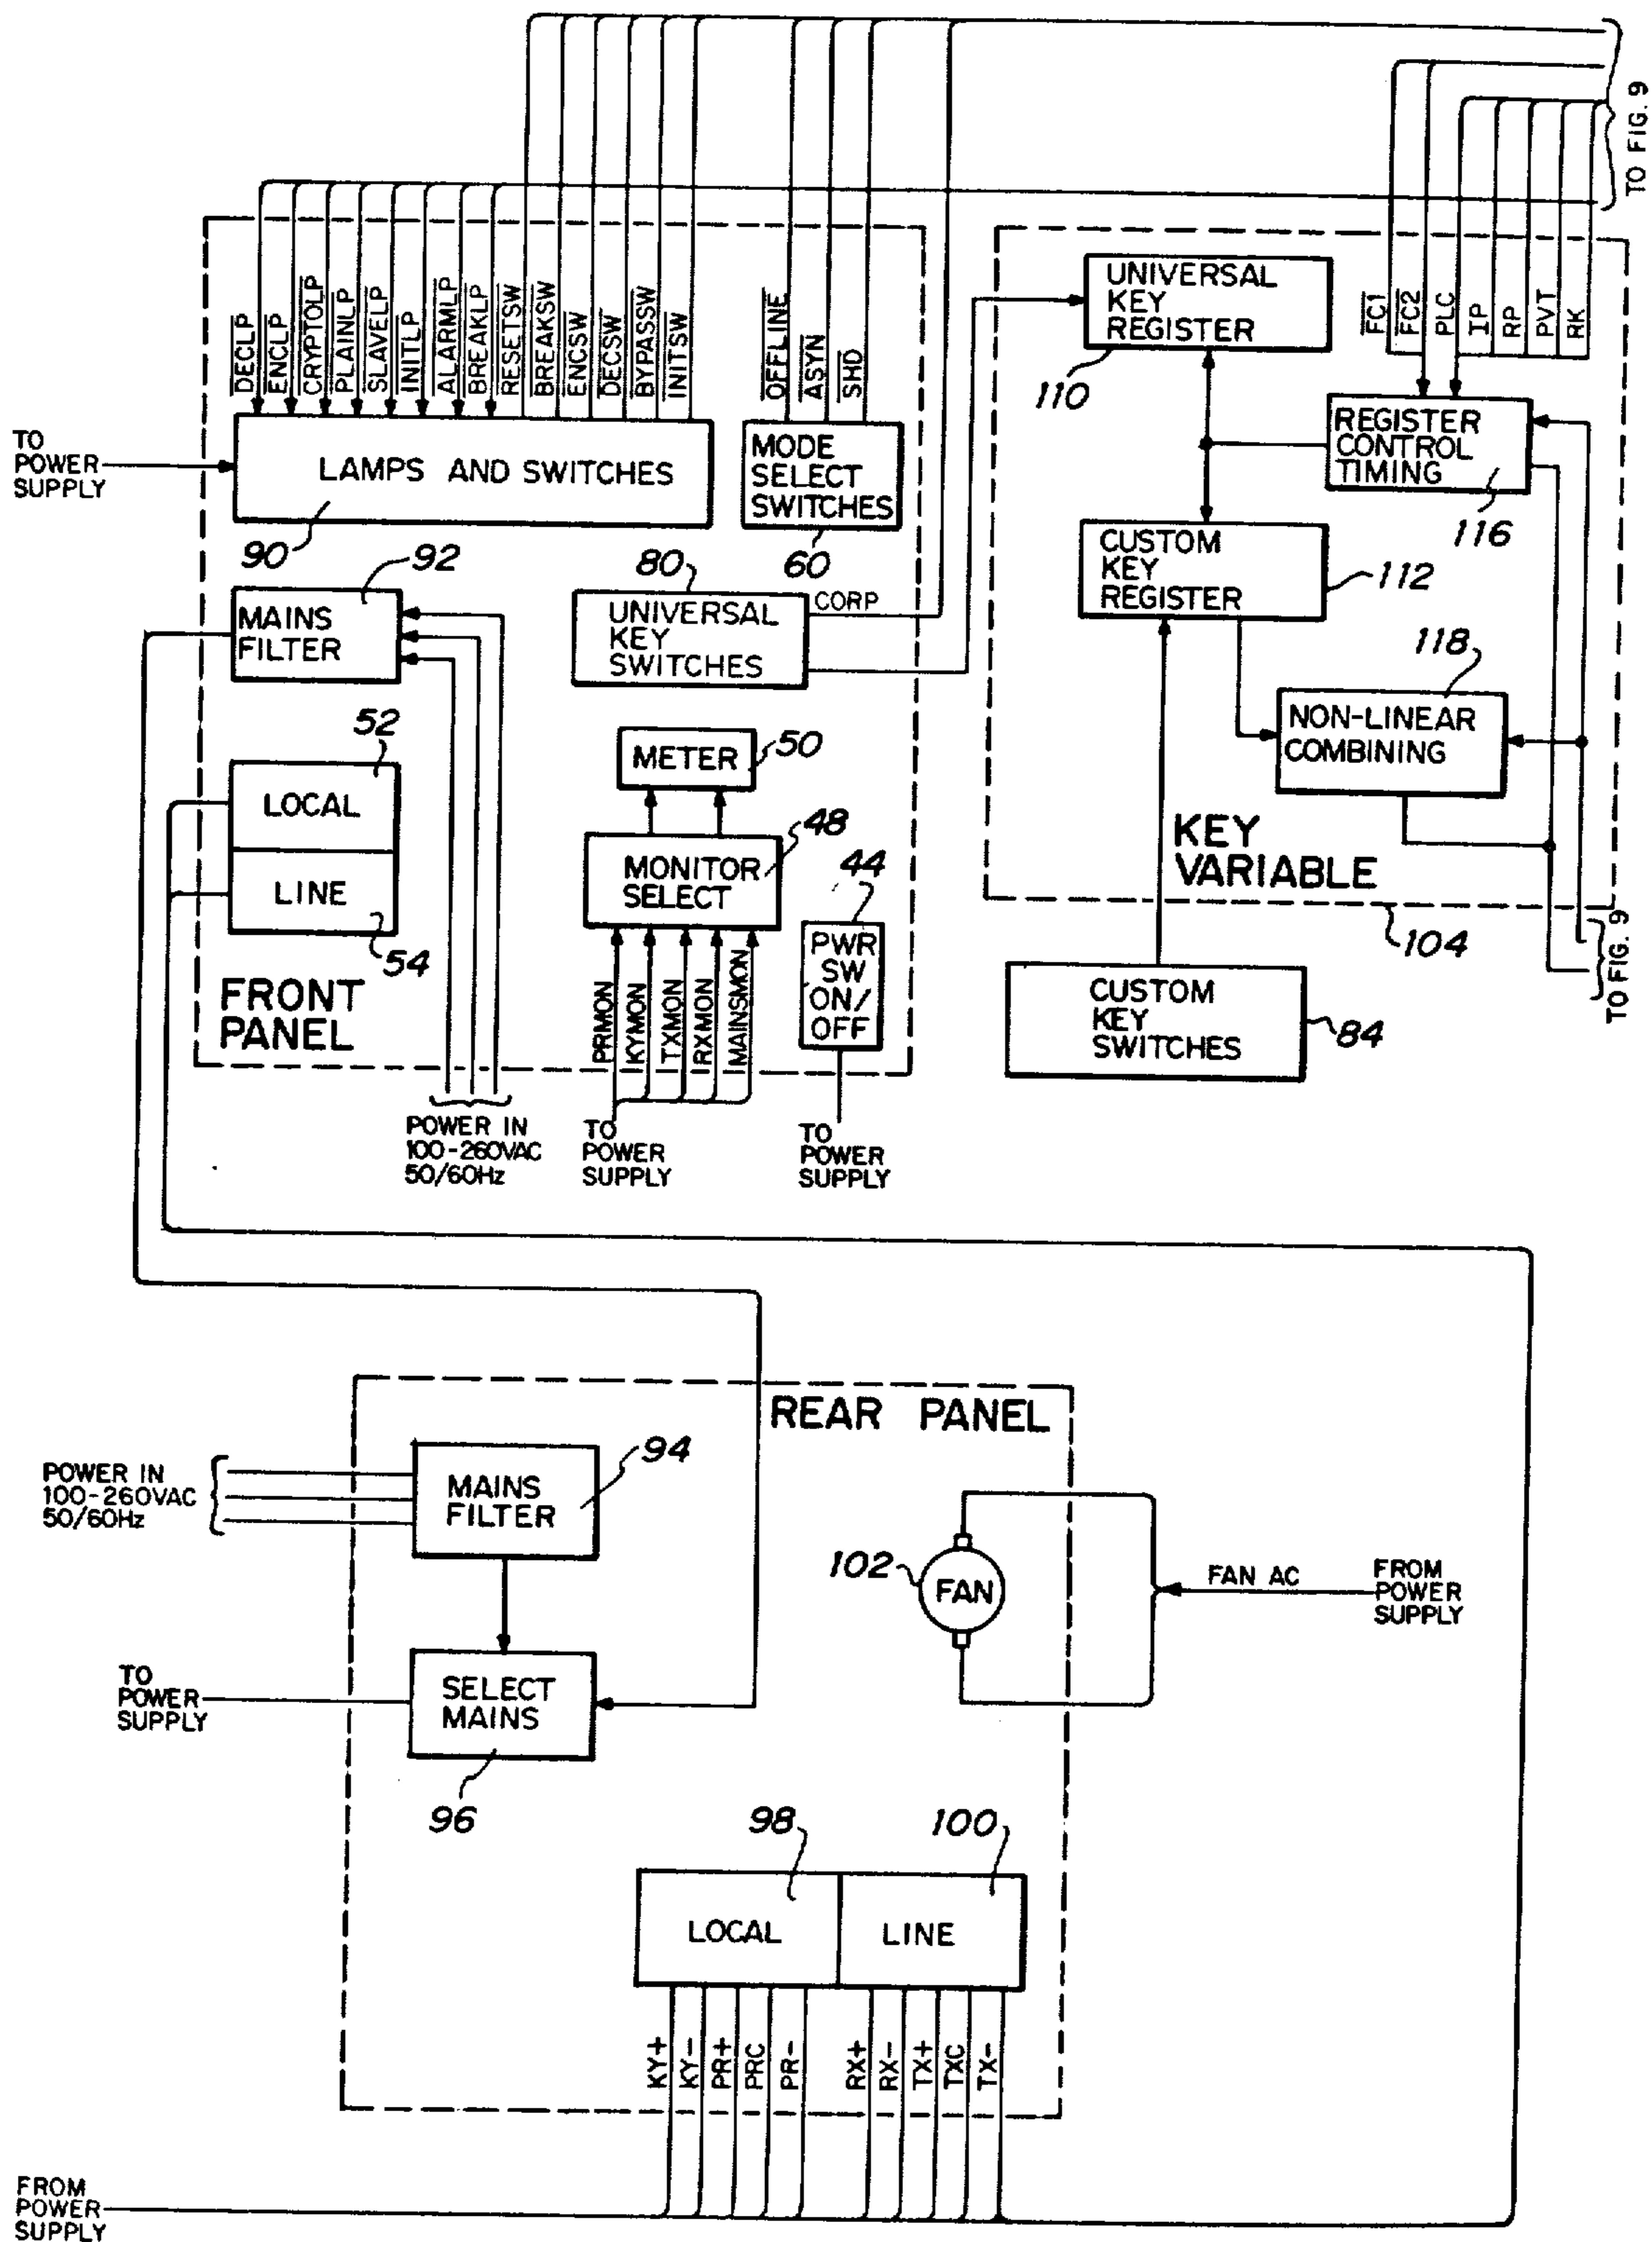 TO FIG. 9
DECLP
ENCLP
CRYPTOLP
PLAINLP
SLAVELP
INITLP
ALARMLP
BREAKLP
RESETSW
BREAKSW
ENCSW
DECSW
BYPASSW
INITSW
OFFLINE
ASYN
SHD
FC1
FC2
PLC
IP
RP
PVT
RK
TO
POWER
SUPPLY
LAMPS AND SWITCHES
90
MODE
SELECT
SWITCHES
60
UNIVERSAL
KEY
REGISTER
110
REGISTER
CONTROL
TIMING
116
CUSTOM
KEY
REGISTER
112
92
MAINS
FILTER
80
UNIVERSAL
KEY
SWITCHES
CORP
118
NON-LINEAR
COMBINING
KEY
VARIABLE
104
TO FIG. 9
52
LOCAL
LINE
54
METER
50
MONITOR
SELECT
48
44
PWR
SW
ON/
OFF
CUSTOM
KEY
SWITCHES
84
FRONT
PANEL
PRMON
KYMON
TXMON
RXMON
MAINSMON
POWER IN
100-260VAC
50/60Hz
TO
POWER
SUPPLY
TO
POWER
SUPPLY
REAR PANEL
POWER IN
100-260VAC
50/60Hz
MAINS
FILTER
94
102
FAN
FAN AC
FROM
POWER
SUPPLY
TO
POWER
SUPPLY
SELECT
MAINS
96
98
100
LOCAL
LINE
KY+
KY-
PR+
PRC
PR-
RX+
RX-
TX+
TXC
TX-
FROM
POWER
SUPPLY